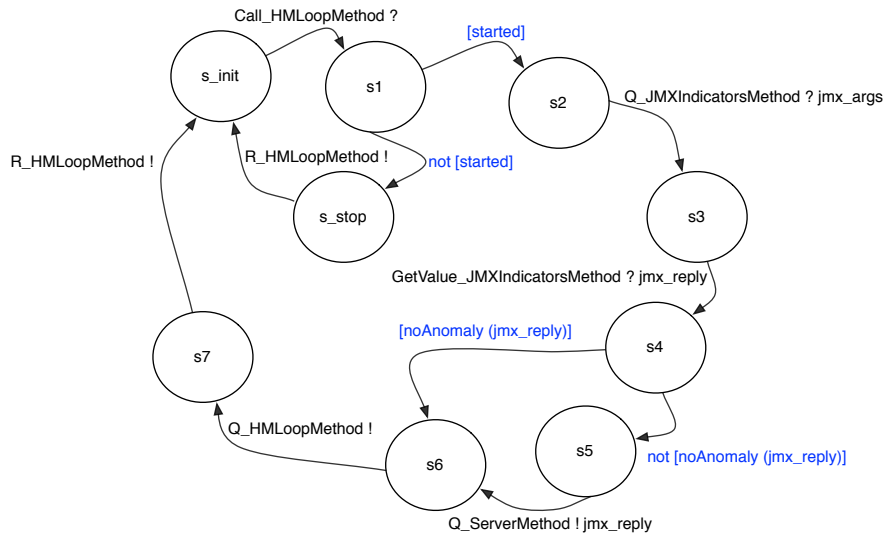 Call_HMLoopMethod ?
[started]
s_init
s1
s2
Q_JMXIndicatorsMethod ? jmx_args
R_HMLoopMethod !
R_HMLoopMethod !
not [started]
s_stop
s3
GetValue_JMXIndicatorsMethod ? jmx_reply
[noAnomaly (jmx_reply)]
s4
s7
Q_HMLoopMethod !
s6
s5
not [noAnomaly (jmx_reply)]
Q_ServerMethod ! jmx_reply